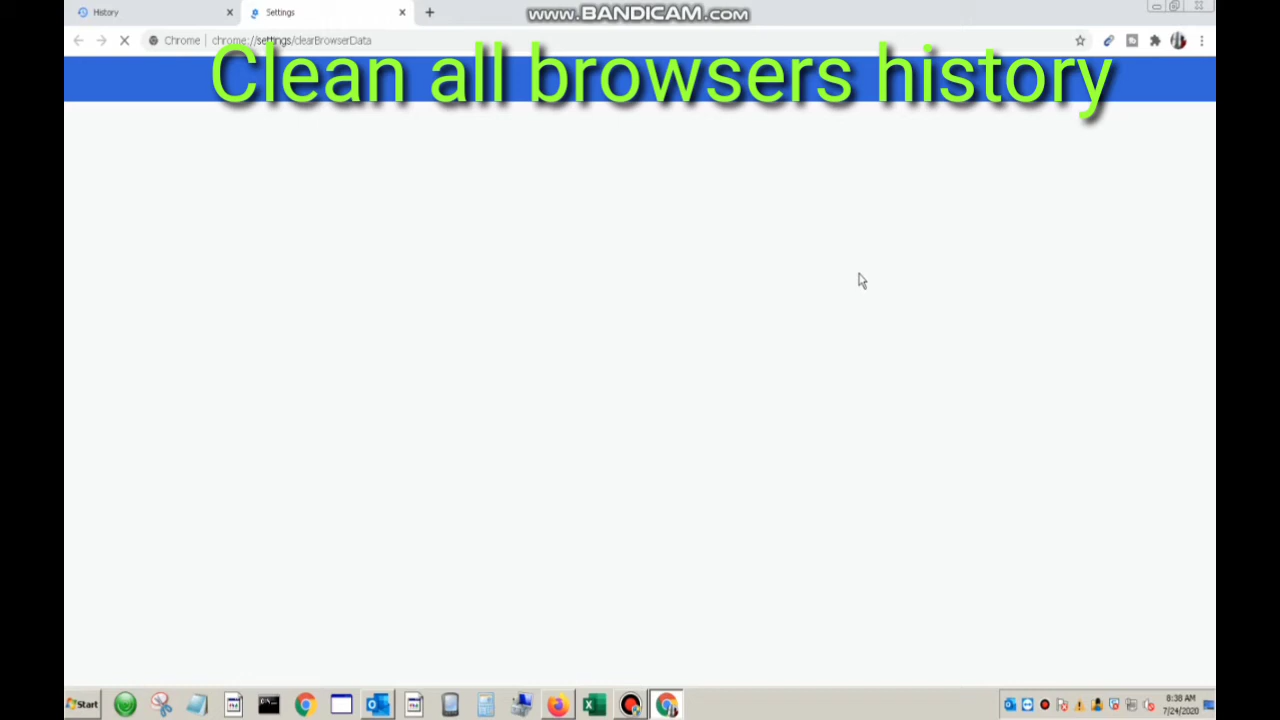 History
Settings
www.BANDICAM.com
Chrome
chrome://settings/clearBrowserData
Clean all browsers history
Start
8:38 AM
7/24/2020